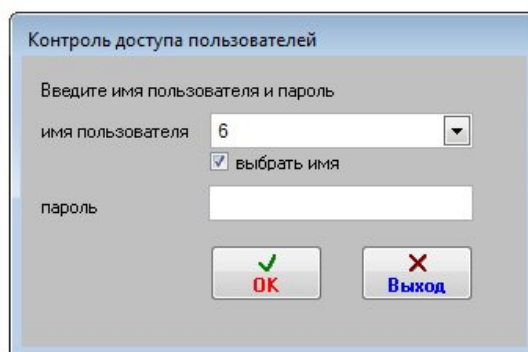 Контроль доступа пользователей
Введите имя пользователя и пароль
имя пользователя 6
выбрать имя
пароль
OK Выход